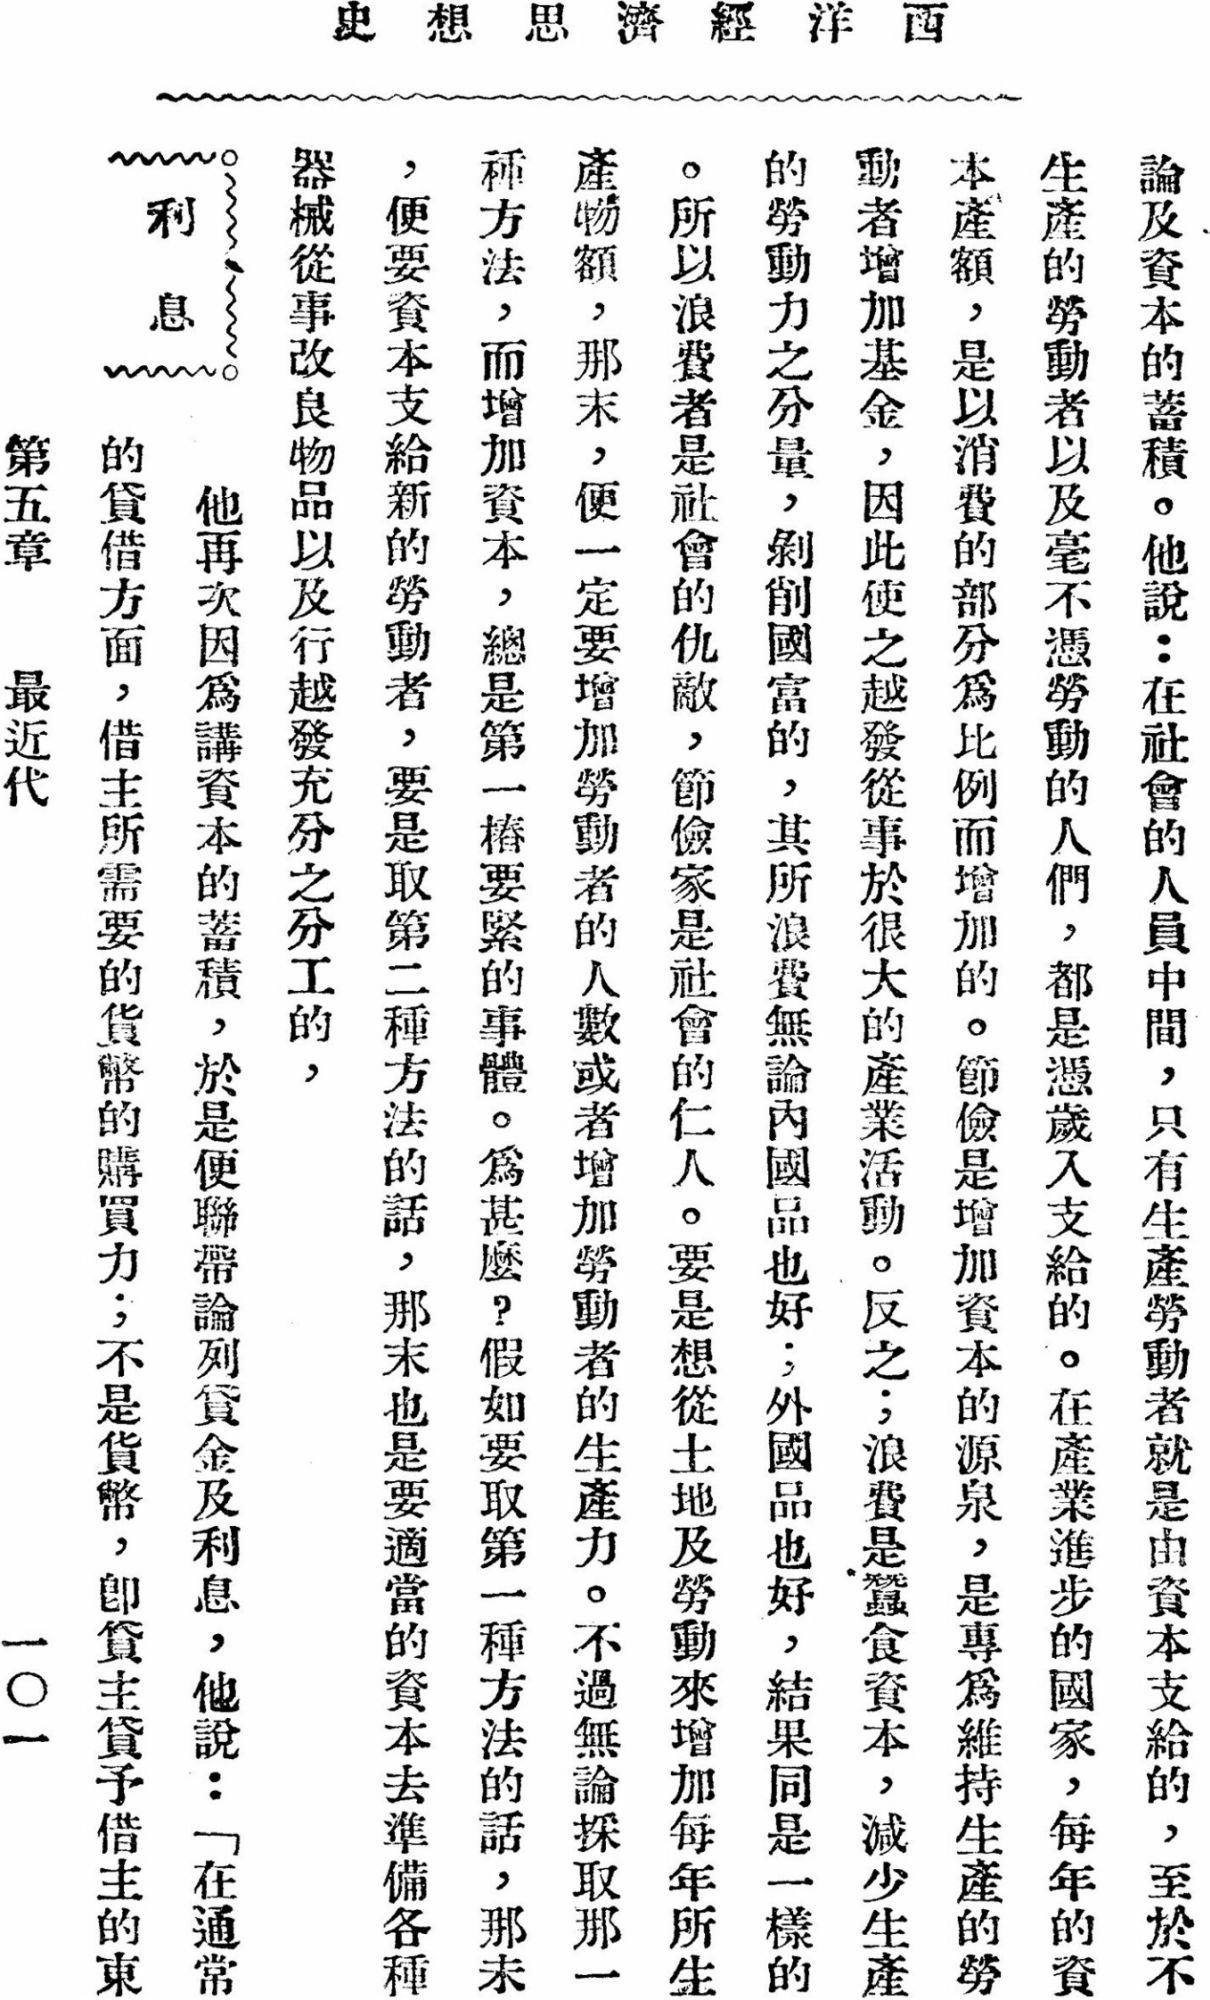 西洋經濟思想史
論及資本的蓄積。他說：在社會的人員中間，只有生產勞動者就是由資本支給的，至於不
生產的勞動者以及毫不憑勞動的人們，都是憑歲入支給的。在產業進步的國家，每年的資
本產額，是以消費的部分爲比例而增加的。節儉是增加資本的源泉，是專爲維持生產的勞
動者增加基金，因此使之越發從事於很大的產業活動。反之；浪費是蠶食資本，減少生產
的勞動力之分量，剝削國富的，其所浪費無論內國品也好；外國品也好，結果同是一樣的
。所以浪費者是社會的仇敵，節儉家是社會的仁人。要是想從土地及勞動來增加每年所生
產物額，那末，便一定要增加勞動者的人數或者增加勞動者的生產力。不過無論採取那一
種方法，而增加資本，總是第一樁要緊的事體。爲甚麼？假如要取第一種方法的話，那末
，便要資本支給新的勞動者，要是取第二種方法的話，那末也是要適當的資本去準備各種
器械從事改良物品以及行越發充分之分工的，
利息
他再次因爲講資本的蓄積，於是便聯帶論列貸金及利息，他說：「在通常
的貸借方面，借主所需要的貨幣的購買力；不是貨幣，卽貸主貸予借主的東
第五章　最近代　一〇一